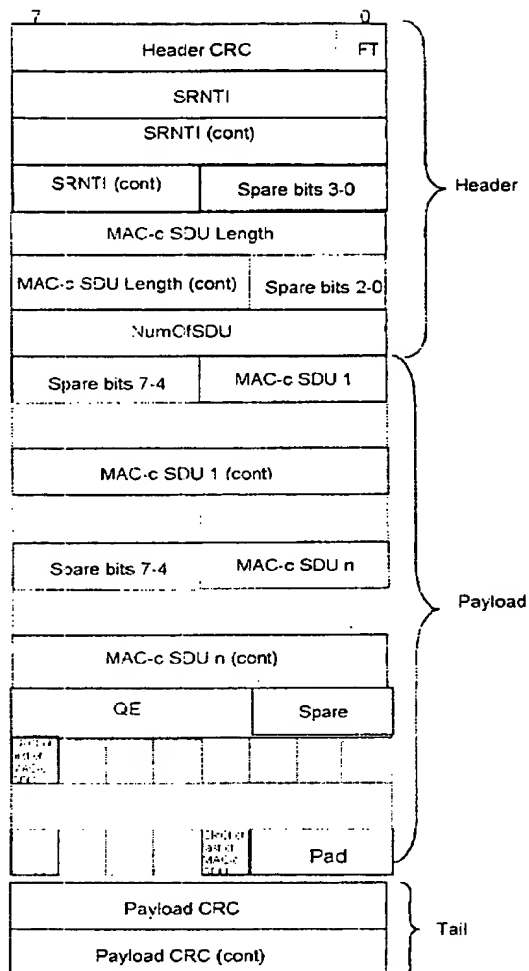 7 0
Header CRC FT
SRNTI
SRNTI (cont)
SRNTI (cont) Spare bits 3-0
Header
MAC-c SDU Length
MAC-c SDU Length (cont) Spare bits 2-0
NumOfSDU
Spare bits 7-4 MAC-c SDU 1
MAC-c SDU 1 (cont)
Spare bits 7-4 MAC-c SDU n
Payload
MAC-c SDU n (cont)
QE Spare
Pad
Payload CRC
Tail
Payload CRC (cont)